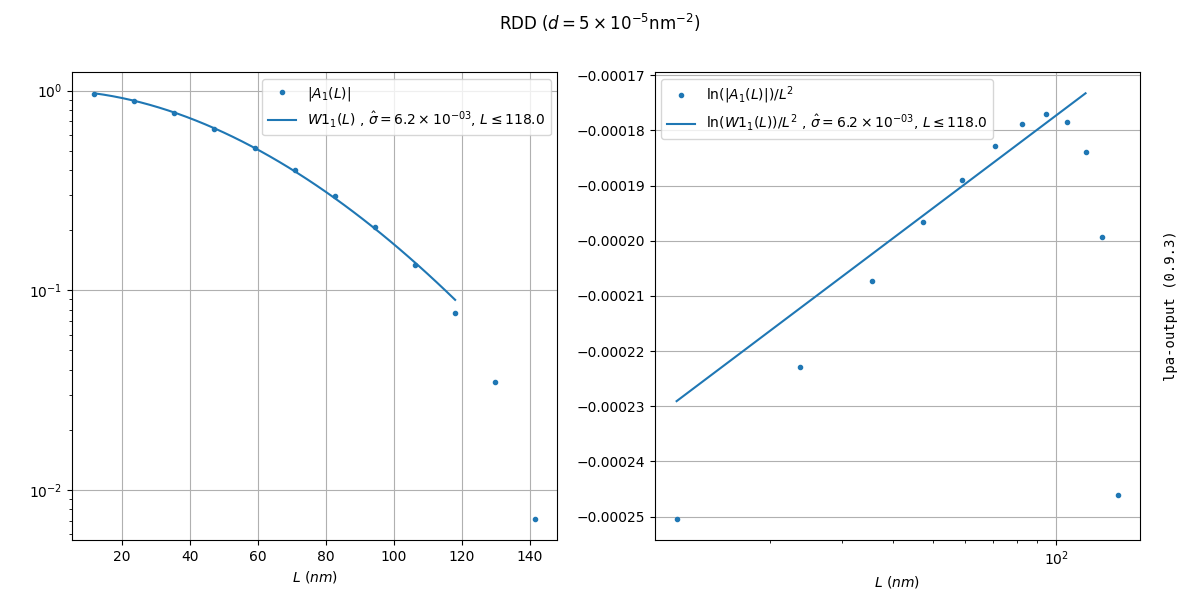 RDD (d = 5 × 10⁻⁵nm⁻²)
10⁰
10⁻¹
10⁻²
20
40
60
80
100
120
140
L (nm)
|A₁(L)|
W1₁(L) , σ̂ = 6.2 × 10⁻⁰³, L ≤ 118.0
−0.00017
−0.00018
−0.00019
−0.00020
−0.00021
−0.00022
−0.00023
−0.00024
−0.00025
10²
L (nm)
ln(|A₁(L)|)/L²
ln(W1₁(L))/L² , σ̂ = 6.2 × 10⁻⁰³, L ≤ 118.0
lpa-output (0.9.3)